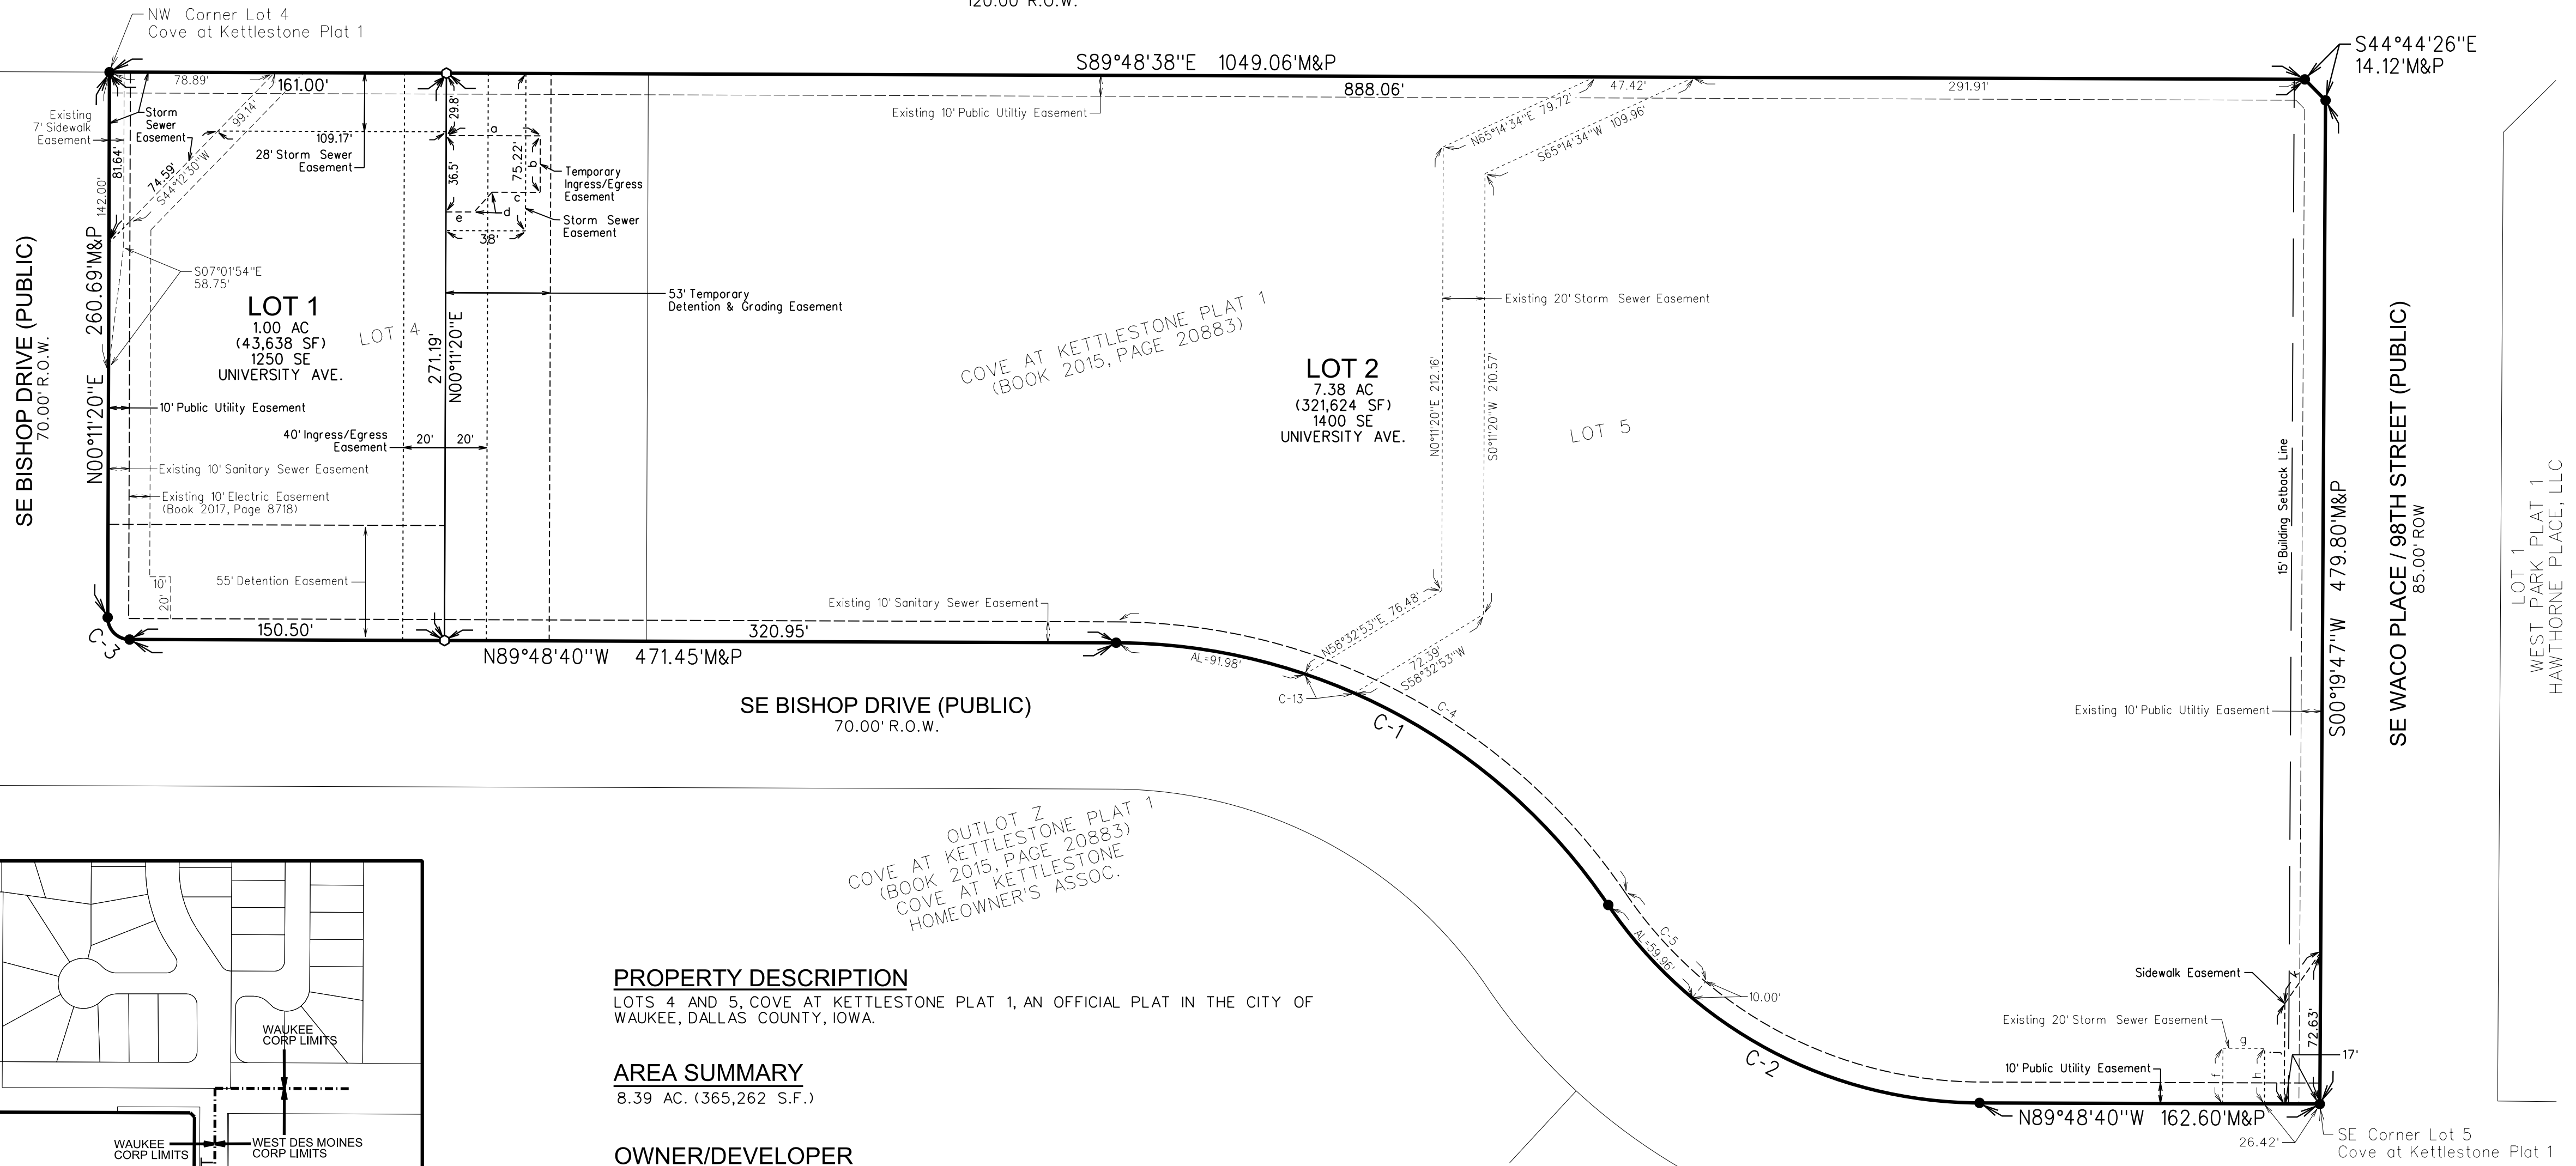 120.00' R.O.W.
NW Corner Lot 4
Cove at Kettlestone Plat 1
S89°48'38"E 1049.06'M&P
S44°44'26"E
14.12'M&P
78.89'
161.00'
888.06'
47.42'
291.91'
Existing
7' Sidewalk
Easement
Storm
Sewer
Easement
99.14'
74.59'
S44°12'30"W
109.17'
28' Storm Sewer
Easement
81.64'
142.00'
29.8'
36.5'
75.22'
a
b
c
d
e
38'
Temporary
Ingress/Egress
Easement
Storm Sewer
Easement
Existing 10' Public Utiltiy Easement
N65°14'34"E 79.72'
S65°14'34"W 109.96'
S07°01'54"E
58.75'
SE BISHOP DRIVE (PUBLIC)
70.00' R.O.W.
N00°11'20"E 260.69'M&P
LOT 1
1.00 AC
(43,638 SF)
1250 SE
UNIVERSITY AVE.
LOT 4
271.19'
N00°11'20"E
53' Temporary
Detention & Grading Easement
COVE AT KETTLESTONE PLAT 1
(BOOK 2015, PAGE 20883)
LOT 2
7.38 AC
(321,624 SF)
1400 SE
UNIVERSITY AVE.
Existing 20' Storm Sewer Easement
N0°11'20"E 212.16'
S0°11'20"W 210.57'
LOT 5
10' Public Utility Easement
40' Ingress/Egress
Easement
20'
20'
Existing 10' Sanitary Sewer Easement
Existing 10' Electric Easement
(Book 2017, Page 8718)
55' Detention Easement
10'
20'
C-3
150.50'
320.95'
N89°48'40"W 471.45'M&P
Existing 10' Sanitary Sewer Easement
AL=91.98'
N58°32'53"E 76.48'
72.39'
S58°32'53"W
C-13
C-4
C-1
SE BISHOP DRIVE (PUBLIC)
70.00' R.O.W.
15' Building Setback Line
S00°19'47"W 479.80'M&P
SE WACO PLACE / 98TH STREET (PUBLIC)
85.00' ROW
LOT 1
WEST PARK PLAT 1
HAWTHORNE PLACE, LLC
Existing 10' Public Utiltiy Easement
OUTLOT Z
COVE AT KETTLESTONE PLAT 1
(BOOK 2015, PAGE 20883)
COVE AT KETTLESTONE
HOMEOWNER'S ASSOC.
C-5
AL=59.96'
10.00'
C-2
Sidewalk Easement
Existing 20' Storm Sewer Easement
g
f
h
72.63'
17'
10' Public Utility Easement
N89°48'40"W 162.60'M&P
26.42'
SE Corner Lot 5
Cove at Kettlestone Plat 1
PROPERTY DESCRIPTION
LOTS 4 AND 5, COVE AT KETTLESTONE PLAT 1, AN OFFICIAL PLAT IN THE CITY OF
WAUKEE, DALLAS COUNTY, IOWA.
AREA SUMMARY
8.39 AC. (365,262 S.F.)
OWNER/DEVELOPER
WAUKEE
CORP LIMITS
WAUKEE
CORP LIMITS
WEST DES MOINES
CORP LIMITS